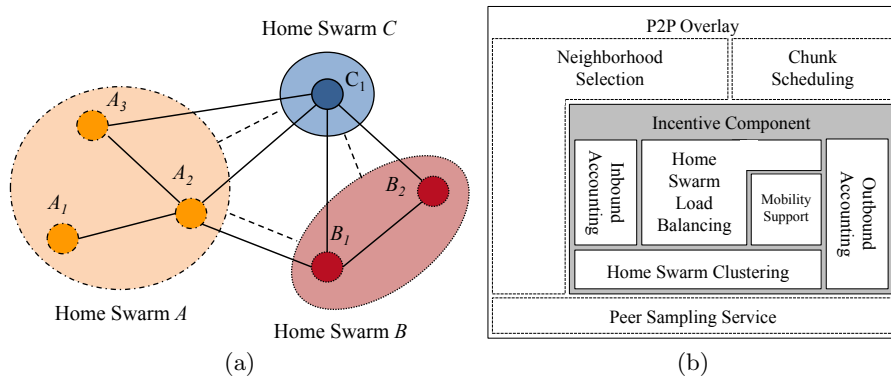 Home Swarm C
C1
A3
A2
A1
B2
B1
Home Swarm A
Home Swarm B
(a)
P2P Overlay
Neighborhood
Selection
Chunk
Scheduling
Incentive Component
Inbound
Accounting
Home
Swarm
Load
Balancing
Mobility
Support
Outbound
Accounting
Home Swarm Clustering
Peer Sampling Service
(b)